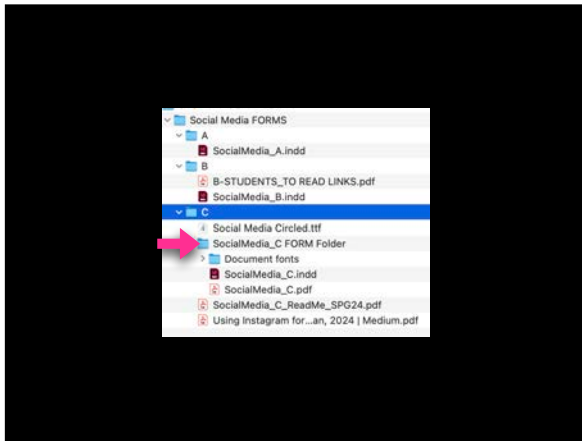 Social Media FORMS
A
SocialMedia_A.indd
B
B-STUDENTS_TO READ LINKS.pdf
SocialMedia_B.indd
C
Social Media Circled.ttf
SocialMedia_C FORM Folder
Document fonts
SocialMedia_C.indd
SocialMedia_C.pdf
SocialMedia_C_ReadMe_SPG24.pdf
Using Instagram for...an, 2024 | Medium.pdf